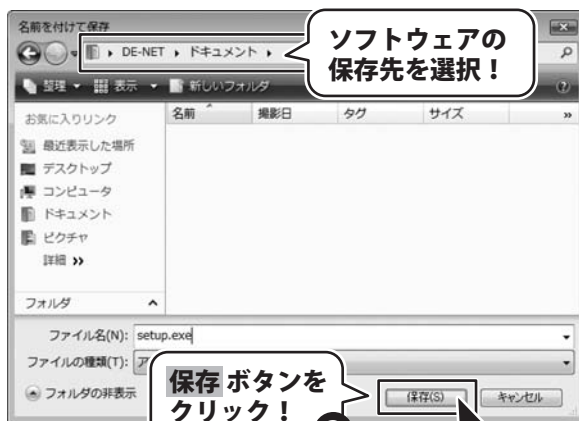 名前を付けて保存
DE-NET ▸ ドキュメント ▸
ソフトウェアの
保存先を選択！
整理 表示 新しいフォルダ
お気に入りリンク
名前 撮影日 タグ サイズ »
最近表示した場所
デスクトップ
コンピュータ
ドキュメント
ピクチャ
詳細 »
フォルダ
ファイル名(N): setup.exe
ファイルの種類(T):
保存ボタンを
クリック！
フォルダの非表示
保存(S) キャンセル